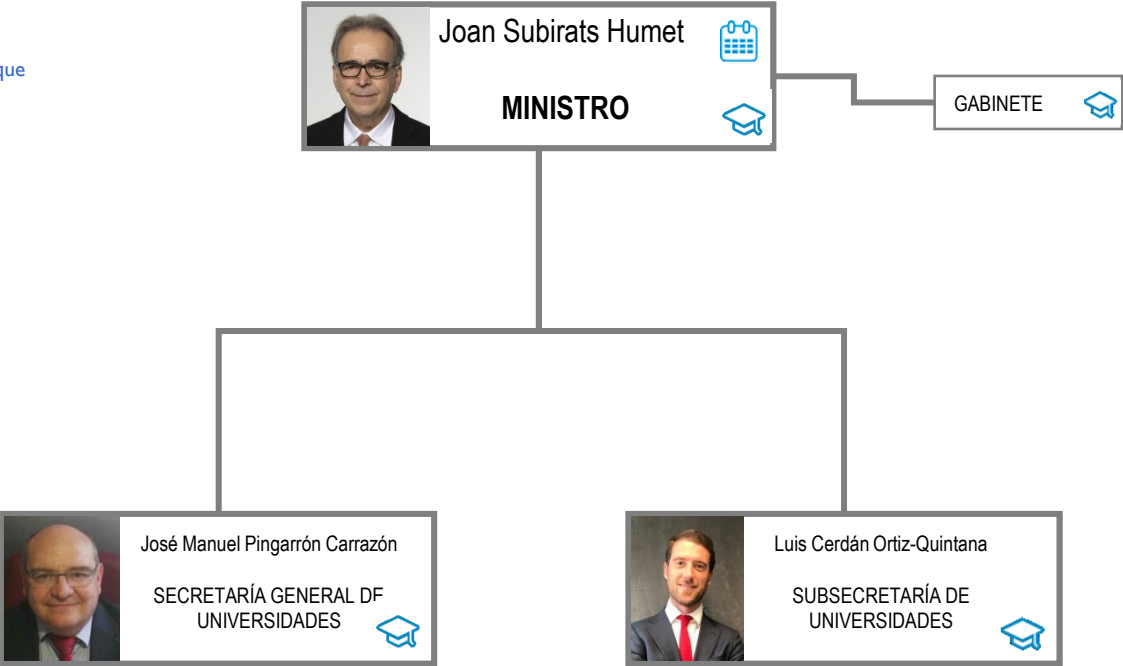 que
Joan Subirats Humet
MINISTRO
GABINETE
José Manuel Pingarrón Carrazón
SECRETARÍA GENERAL DE
UNIVERSIDADES
Luis Cerdán Ortiz-Quintana
SUBSECRETARÍA DE
UNIVERSIDADES